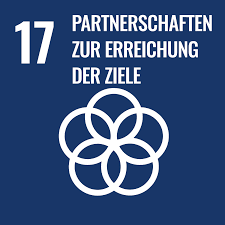 17 PARTNERSCHAFTEN
ZUR ERREICHUNG
DER ZIELE